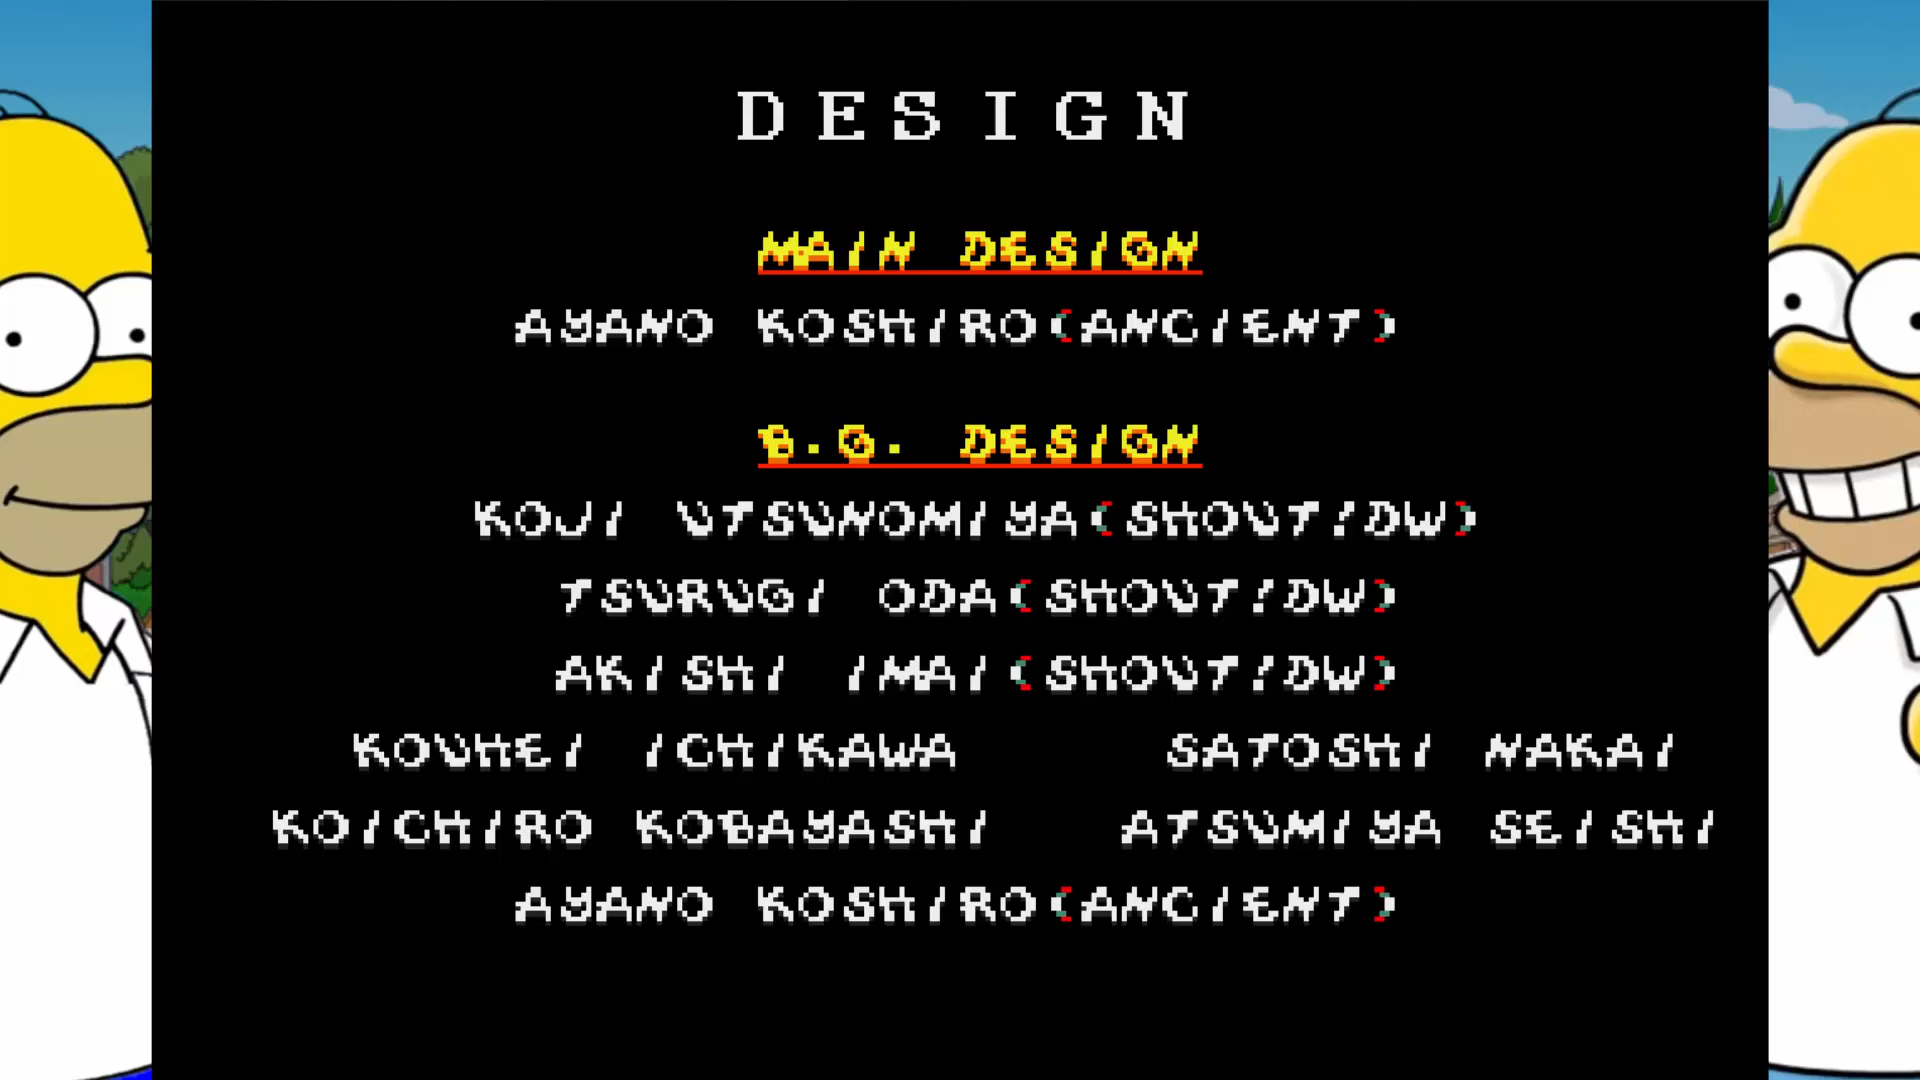 DESIGN
MAIN DESIGN
AYANO KOSHIRO(ANCIENT)
B.G. DESIGN
KOJI UTSUNOMIYA(SHOUT!DW)
TSURUGI ODA(SHOUT!DW)
AKISHI IMAI(SHOUT!DW)
KOUHEI ICHIKAWA SATOSHI NAKAI
KOICHIRO KOBAYASHI ATSUMIYA SEISHI
AYANO KOSHIRO(ANCIENT)